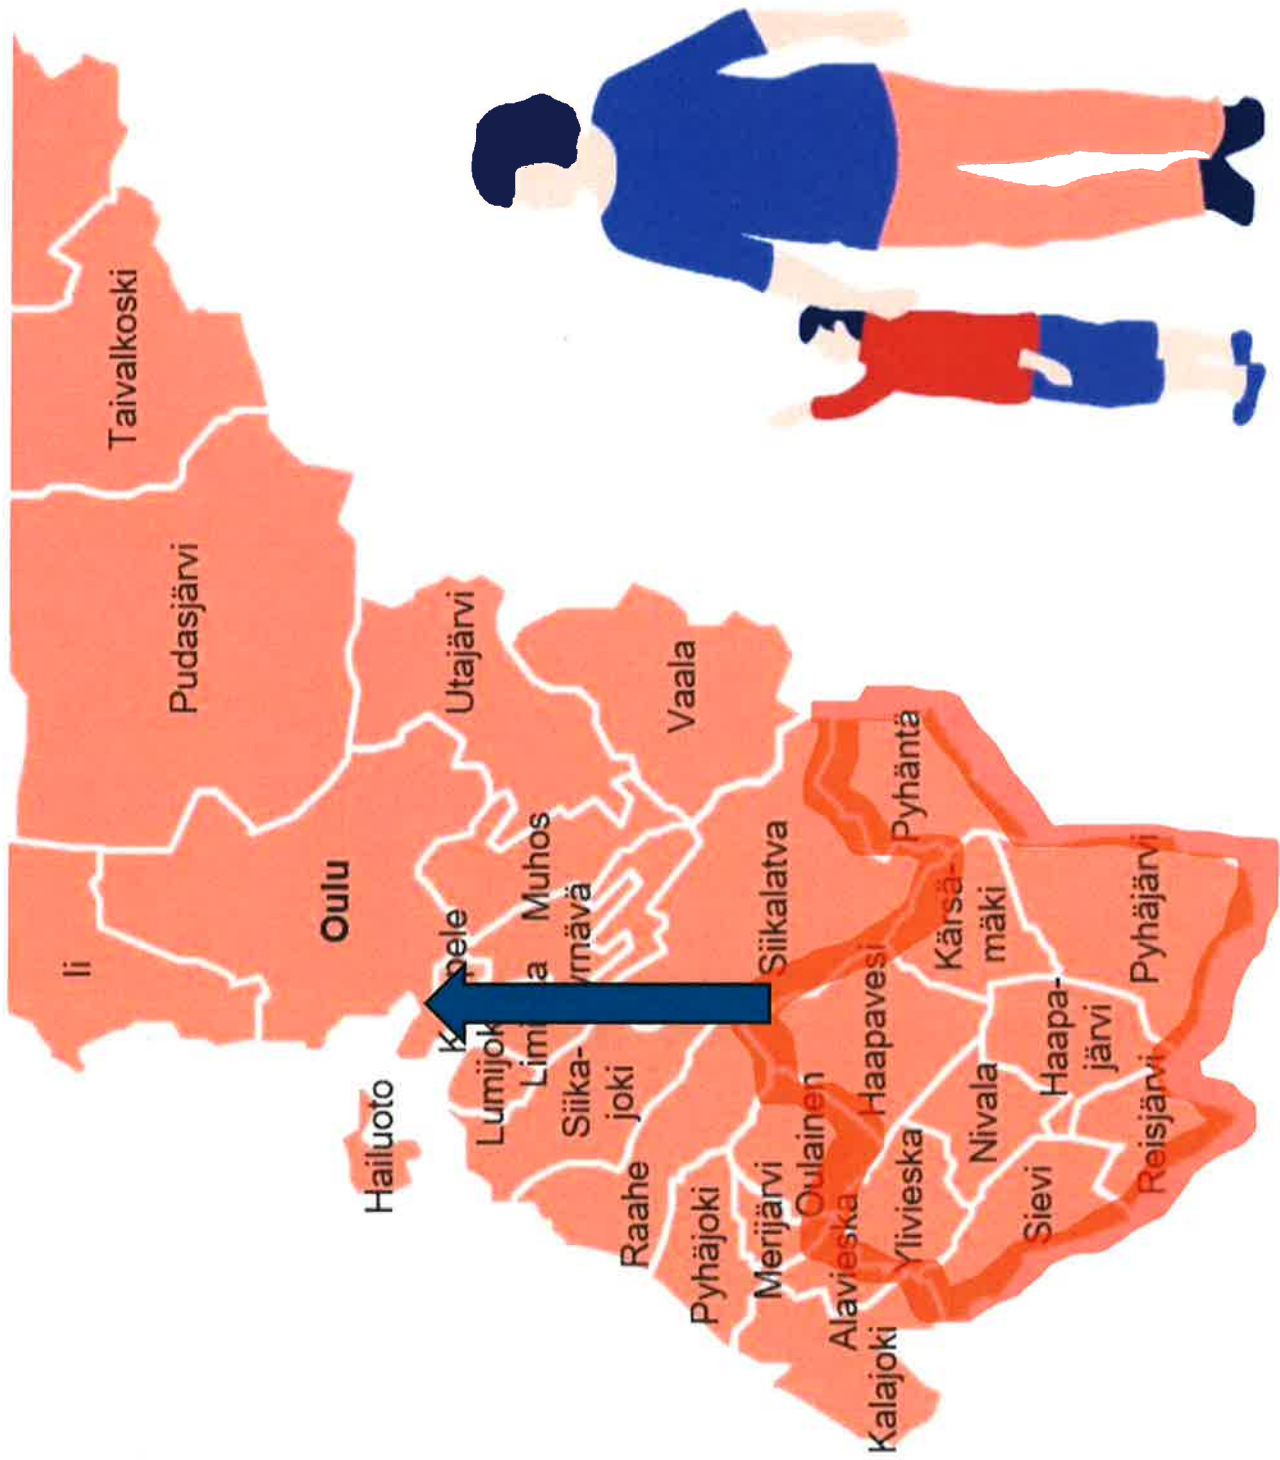 Taivalkoski
Pudasjärvi
Ii
Oulu
Utajärvi
Hailuoto
Vaala
Muhos
Lumijok
Siika-
joki
Raahe
Siikalatva
Pyhäjoki
Merijärvi
Oulainen
Pyhäntä
Haapavesi
Alavieska
Kalajoki
Ylivieska
Kärsä-
mäki
Nivala
Haapa-
järvi
Sievi
Pyhäjärvi
Reisjärvi